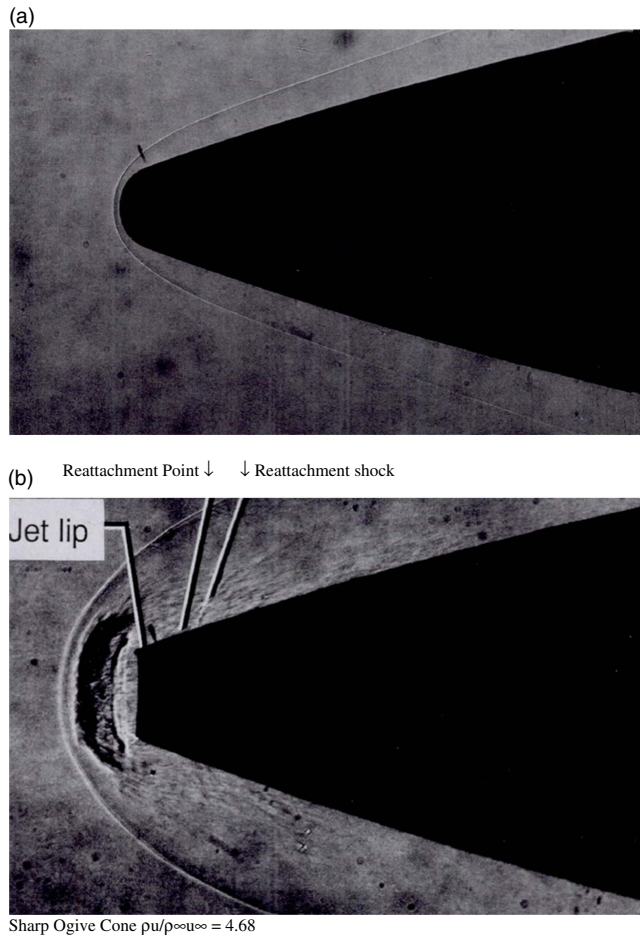 (a)
(b) Reattachment Point ↓ ↓ Reattachment shock
Jet lip
Sharp Ogive Cone ρu/ρ∞u∞ = 4.68